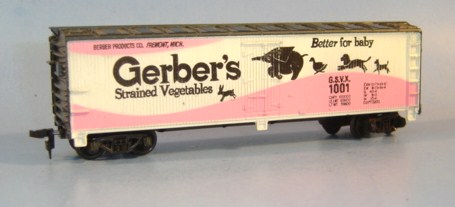 GERBER PRODUCTS CO. FREMONT, MICH.
Better for baby
Gerber's
Strained Vegetables
G.S.V.X.
1001